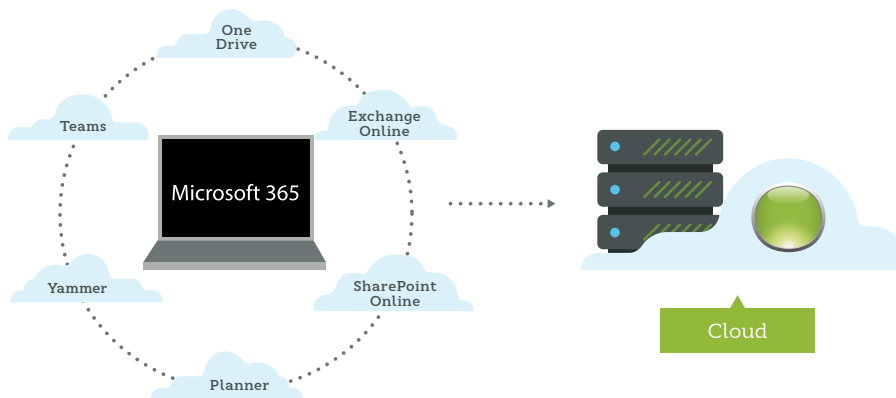 One
Drive
Teams
Exchange
Online
Microsoft 365
Yammer
SharePoint
Online
Planner
Cloud